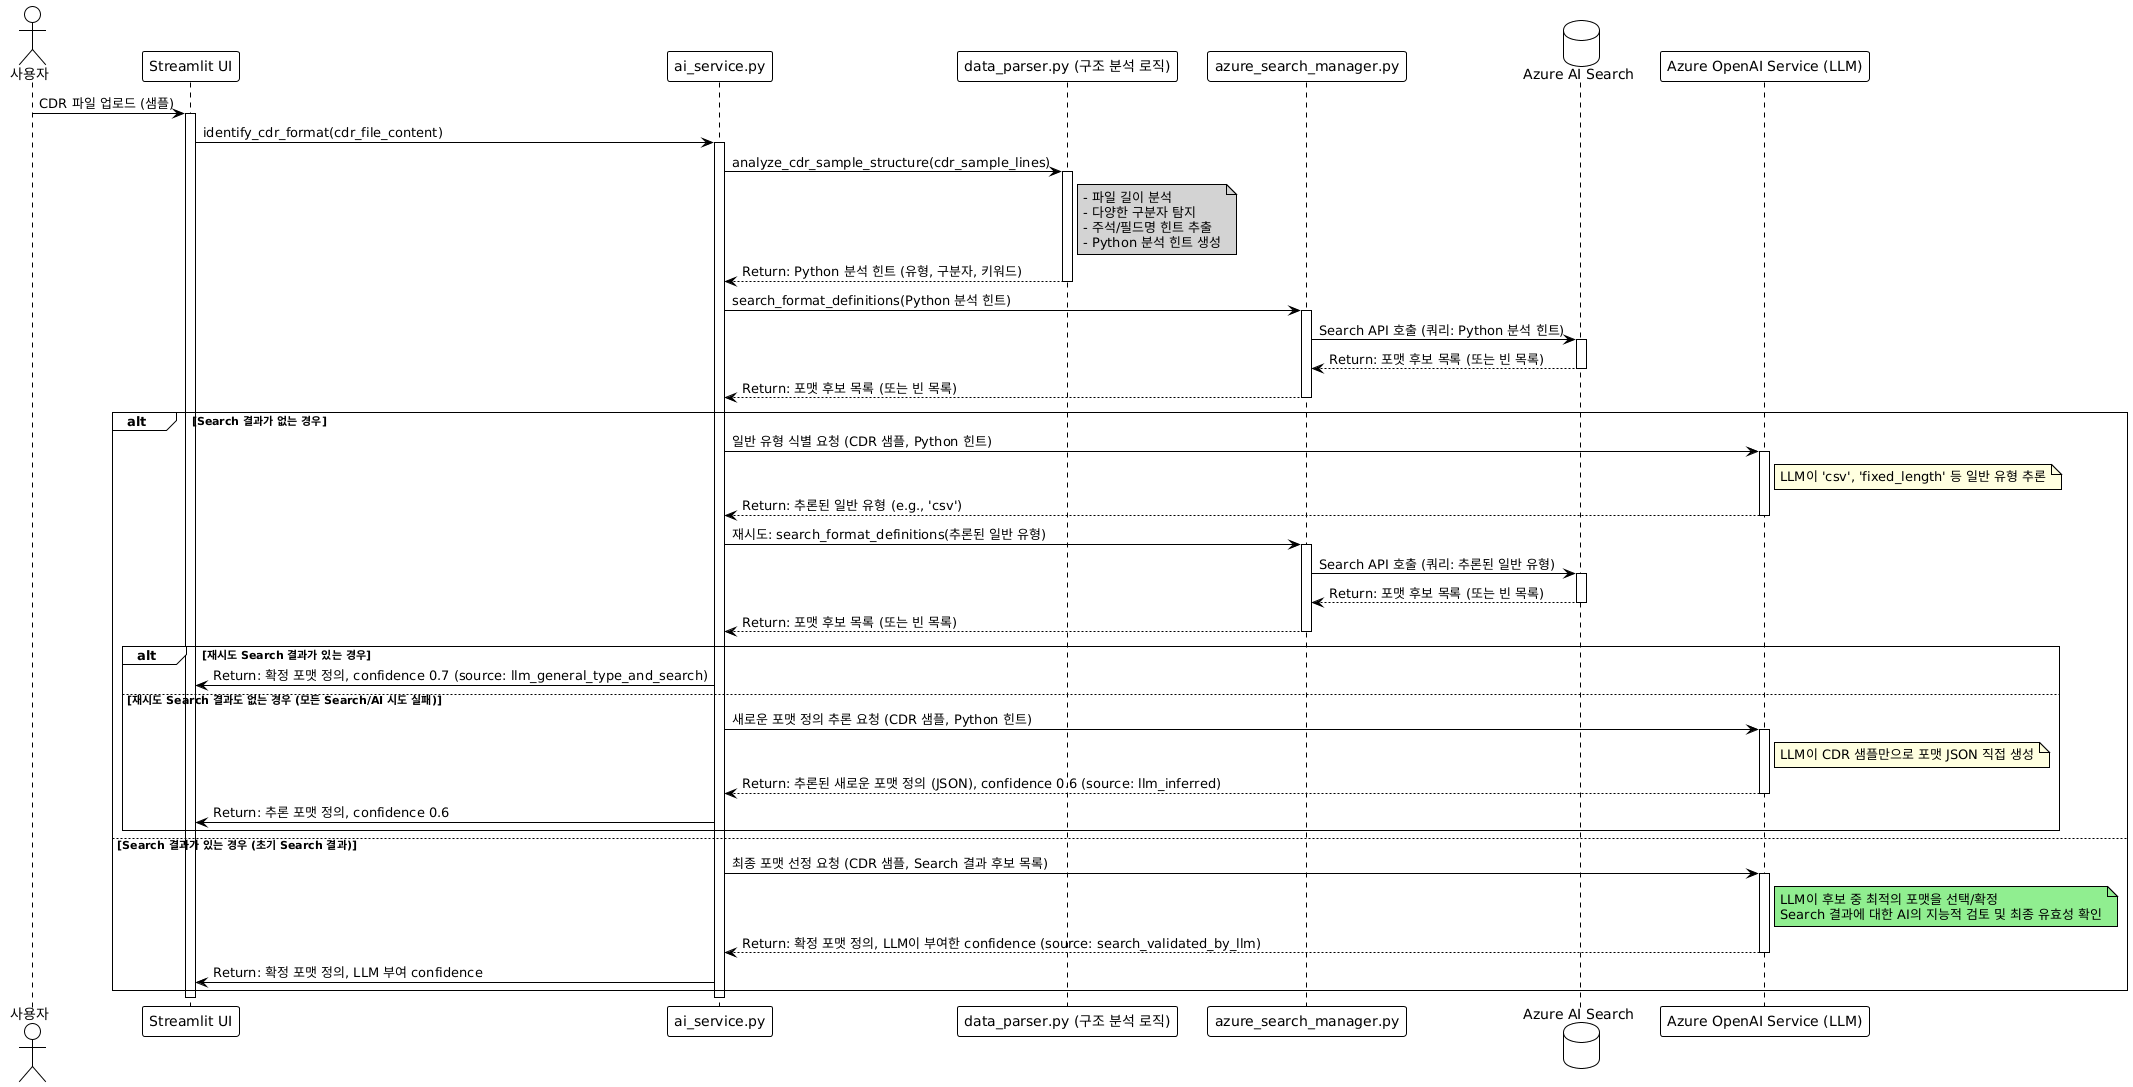 사용자
Streamlit UI
ai_service.py
data_parser.py (구조 분석 로직)
azure_search_manager.py
Azure AI Search
Azure OpenAI Service (LLM)
CDR 파일 업로드 (샘플)
identify_cdr_format(cdr_file_content)
analyze_cdr_sample_structure(cdr_sample_lines)
- 파일 길이 분석
- 다양한 구분자 탐지
- 주석/필드명 힌트 추출
- Python 분석 힌트 생성
Return: Python 분석 힌트 (유형, 구분자, 키워드)
search_format_definitions(Python 분석 힌트)
Search API 호출 (쿼리: Python 분석 힌트)
Return: 포맷 후보 목록 (또는 빈 목록)
Return: 포맷 후보 목록 (또는 빈 목록)
alt [Search 결과가 없는 경우]
일반 유형 식별 요청 (CDR 샘플, Python 힌트)
LLM이 'csv', 'fixed_length' 등 일반 유형 추론
Return: 추론된 일반 유형 (e.g., 'csv')
재시도: search_format_definitions(추론된 일반 유형)
Search API 호출 (쿼리: 추론된 일반 유형)
Return: 포맷 후보 목록 (또는 빈 목록)
Return: 포맷 후보 목록 (또는 빈 목록)
alt [재시도 Search 결과가 있는 경우]
Return: 확정 포맷 정의, confidence 0.7 (source: llm_general_type_and_search)
[재시도 Search 결과도 없는 경우 (모든 Search/AI 시도 실패)]
새로운 포맷 정의 추론 요청 (CDR 샘플, Python 힌트)
LLM이 CDR 샘플만으로 포맷 JSON 직접 생성
Return: 추론된 새로운 포맷 정의 (JSON), confidence 0.6 (source: llm_inferred)
Return: 추론 포맷 정의, confidence 0.6
[Search 결과가 있는 경우 (초기 Search 결과)]
최종 포맷 선정 요청 (CDR 샘플, Search 결과 후보 목록)
LLM이 후보 중 최적의 포맷을 선택/확정
Search 결과에 대한 AI의 지능적 검토 및 최종 유효성 확인
Return: 확정 포맷 정의, LLM이 부여한 confidence (source: search_validated_by_llm)
Return: 확정 포맷 정의, LLM 부여 confidence
사용자
Streamlit UI
ai_service.py
data_parser.py (구조 분석 로직)
azure_search_manager.py
Azure AI Search
Azure OpenAI Service (LLM)